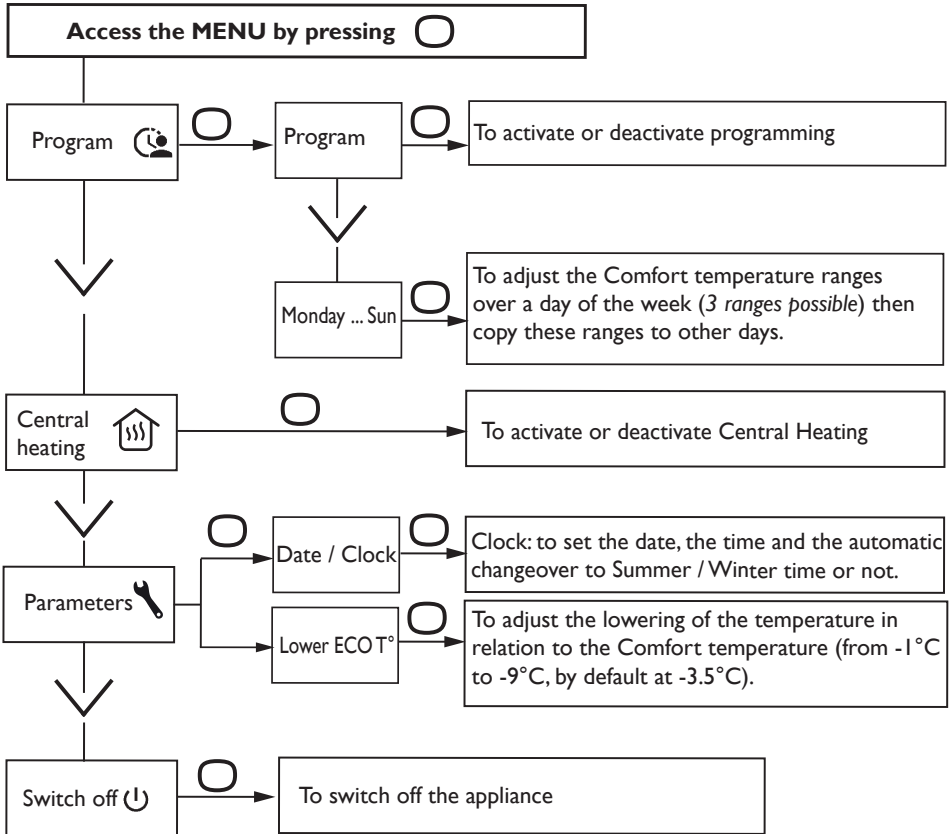 Access the MENU by pressing
Program
Program
To activate or deactivate programming
Monday ... Sun
To adjust the Comfort temperature ranges
over a day of the week (3 ranges possible) then
copy these ranges to other days.
Central
heating
To activate or deactivate Central Heating
Parameters
Date / Clock
Clock: to set the date, the time and the automatic
changeover to Summer / Winter time or not.
Lower ECO T°
To adjust the lowering of the temperature in
relation to the Comfort temperature (from -1°C
to -9°C, by default at -3.5°C).
Switch off
To switch off the appliance